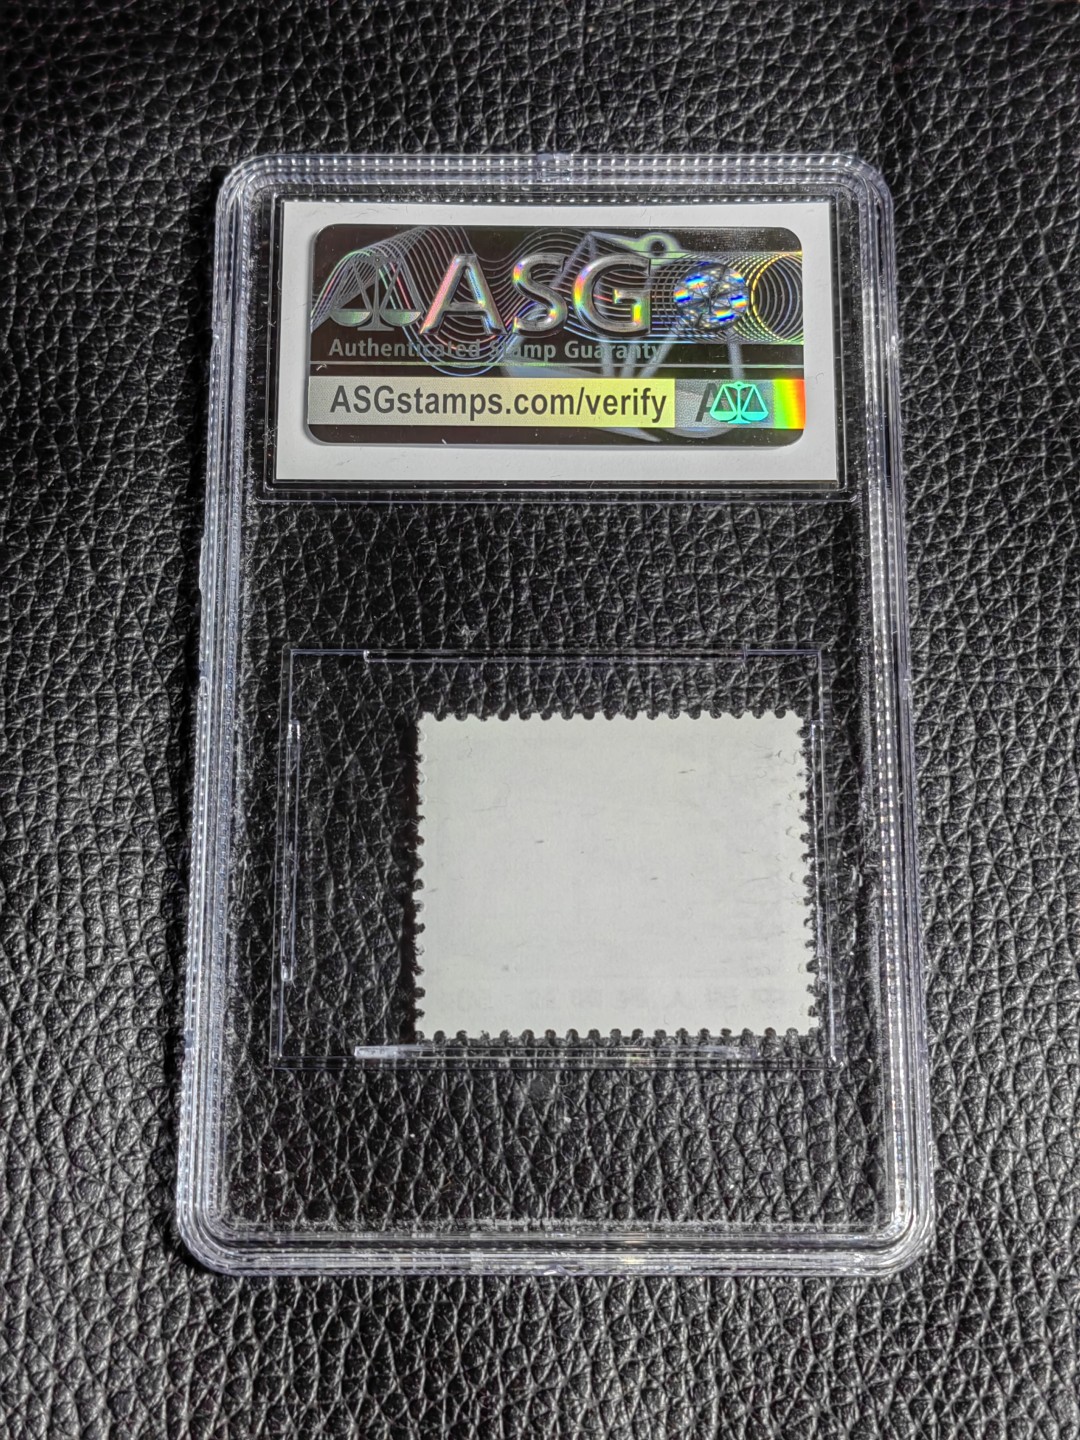 ASG
Authenticated Stamp Guaranty
ASGstamps.com/verify
A